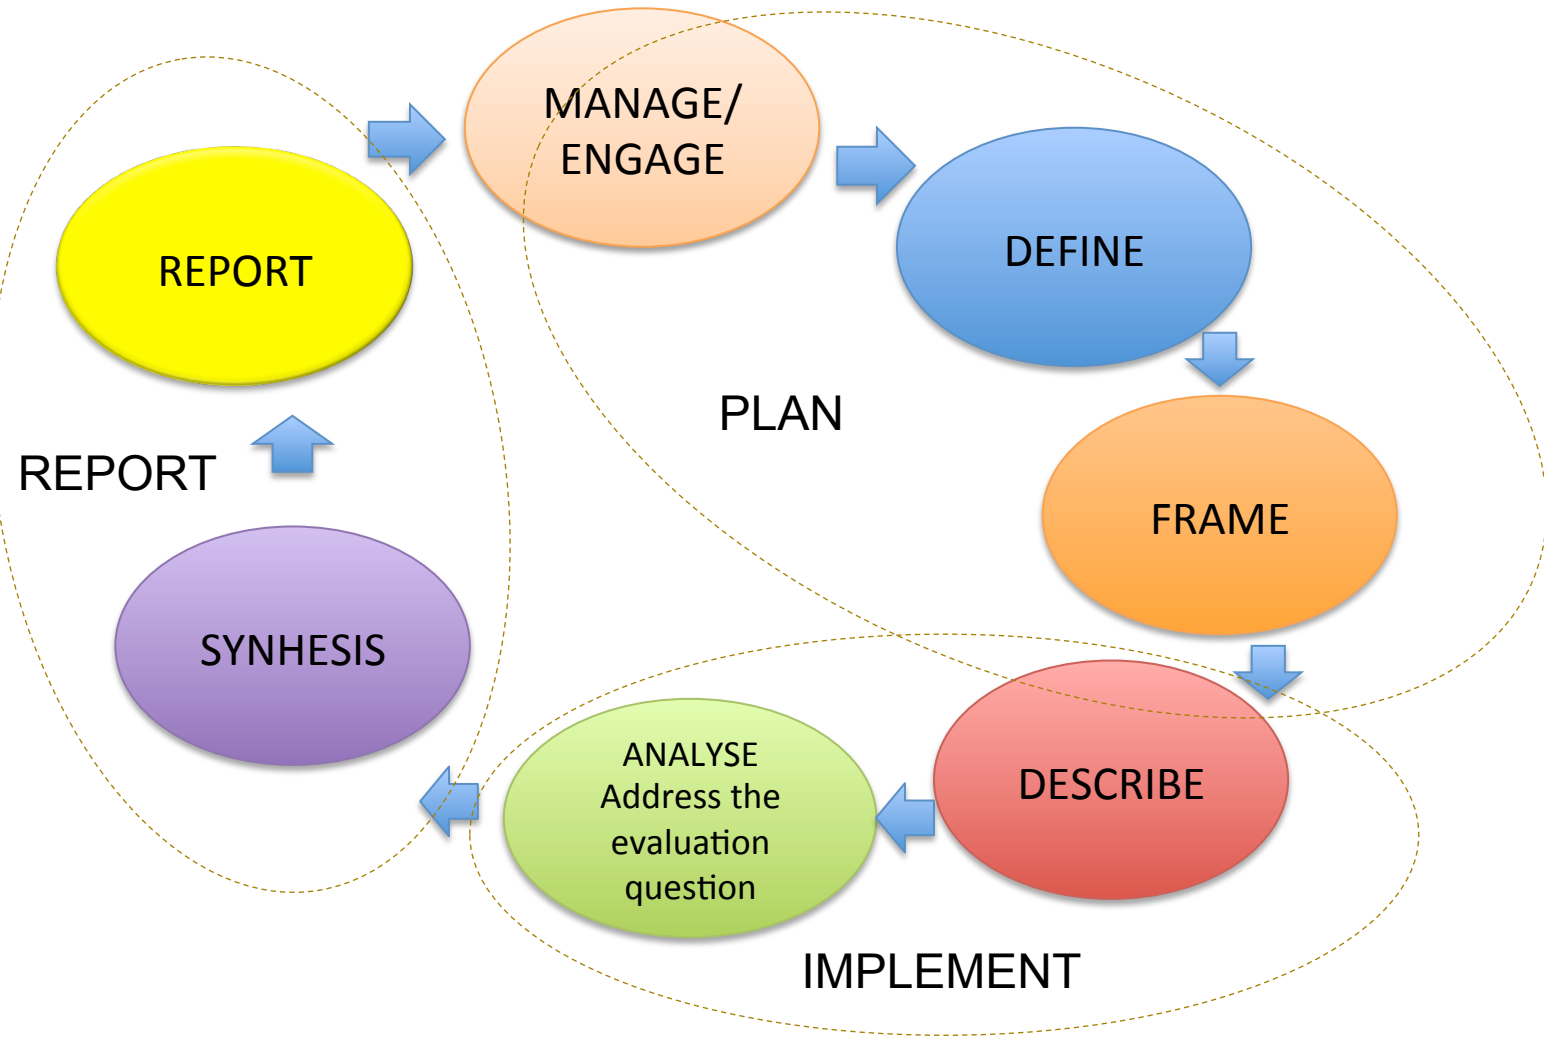 MANAGE/
ENGAGE
DEFINE
FRAME
DESCRIBE
ANALYSE
Address the
evaluation
question
SYNHESIS
REPORT
PLAN
IMPLEMENT
REPORT